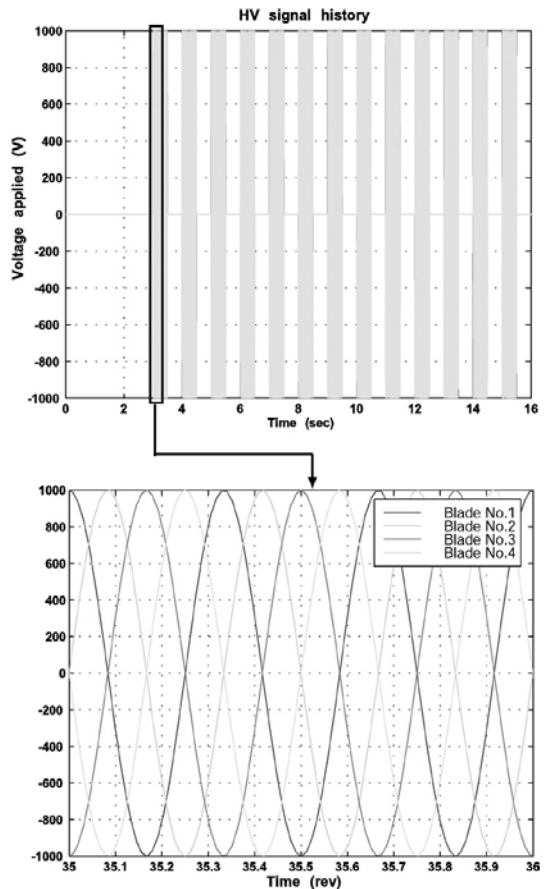 HV signal history
1000
800
600
400
200
0
-200
-400
-600
-800
-1000
Voltage applied (V)
0 2 4 6 8 10 12 14 16
Time (sec)
1000
800
600
400
200
0
-200
-400
-600
-800
-1000
Blade No.1
Blade No.2
Blade No.3
Blade No.4
35 35.1 35.2 35.3 35.4 35.5 35.6 35.7 35.8 35.9 36
Time (rev)